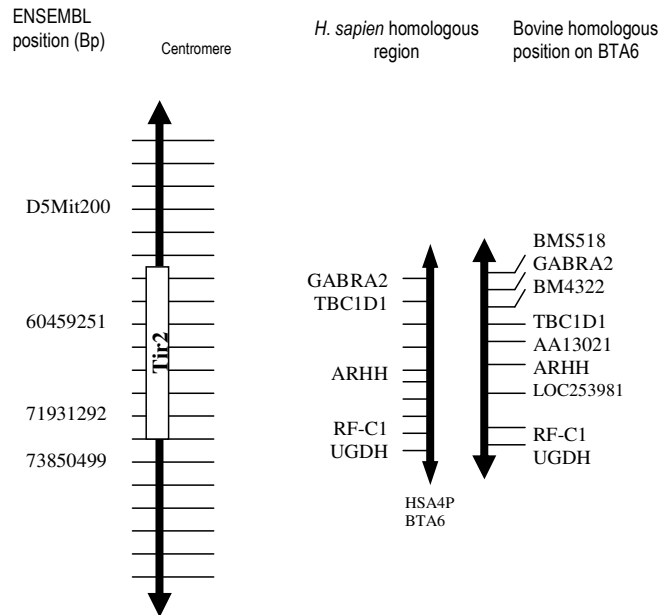 ENSEMBL
position (Bp)
Centromere
H. sapien homologous
region
Bovine homologous
position on BTA6
D5Mit200
60459251
71931292
73850499
Tir2
GABRA2
TBC1D1
ARHH
RF-C1
UGDH
HSA4P
BTA6
BMS518
GABRA2
BM4322
TBC1D1
AA13021
ARHH
LOC253981
RF-C1
UGDH